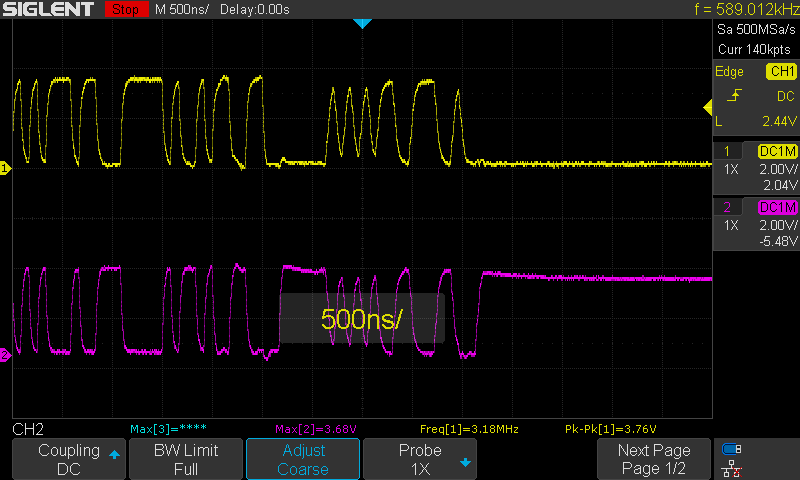 SIGLENT Stop M 500ns/ Delay:0.00s f = 589.012kHz
Sa 500MSa/s
Curr 140kpts
Edge CH1
DC
L 2.44V
1 DC1M
1X 2.00V/
2.04V
2 DC1M
1X 2.00V/
-5.48V
1
500ns/
2
CH2 Max[3]=**** Max[2]=3.68V Freq[1]=3.18MHz Pk-Pk[1]=3.76V
Coupling BW Limit Adjust Probe Next Page
DC Full Coarse 1X Page 1/2